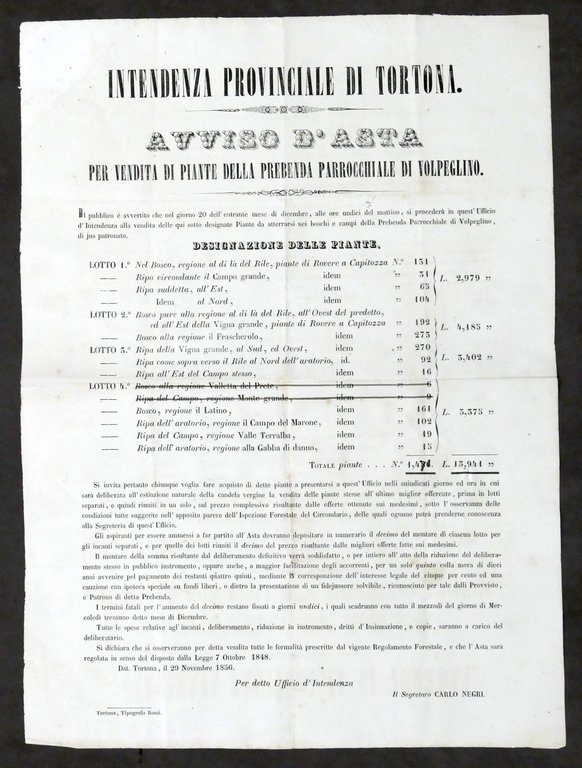 INTENDENZA PROVINCIALE DI TORTONA.
AVVISO D'ASTA
PER VENDITA DI PIANTE DELLA PREBENDA PARROCCHIALE DI VOLPEGLINO.
Il pubblico è avvertito che nel giorno 20 dell'entrante mese di dicembre, alle ore undici del mattino, si procederà in quest'Ufficio
d'Intendenza alla vendita delle qui sotto designate Piante da atterrarsi nei boschi e campi della Prebenda Parrocchiale di Volpeglino,
di jus patronato.
DESIGNAZIONE DELLE PIANTE.
LOTTO 1.º Nel Bosco, regione al di là del Rile, piante di Rovere a Capitozza N.º 131
—— Ripa circondante il Campo grande, idem ,, 31
—— Ripa suddetta, all'Est, idem ,, 63
—— Idem al Nord, idem ,, 104
L. 2,979 ,,
LOTTO 2.º Bosco pure alla regione al di là del Rile, all'Ovest del predetto,
ed all'Est della Vigna grande, piante di Rovere a Capitozza ,, 192
—— Bosco alla regione il Frascherolo, idem ,, 273
L. 4,185 ,,
LOTTO 3.º Ripa della Vigna grande, al Sud, ed Ovest, idem ,, 270
—— Ripa come sopra verso il Rile al Nord dell'aratorio, id. ,, 92
—— Ripa all'Est del Campo stesso, idem ,, 16
L. 3,402 ,,
LOTTO 4.º Bosco alla regione Valletta del Prete, idem ,, 6
—— Ripa del Campo, regione Monte grande, idem ,, 9
—— Bosco, regione il Latino, idem ,, 161
—— Ripa dell'aratorio, regione il Campo del Marone, idem ,, 102
—— Ripa del Campo, regione Valle Terralba, idem ,, 19
—— Ripa dell'aratorio, regione alla Gabba di danno, idem ,, 15
L. 3,375 ,,
TOTALE piante . . . N.º L. 13,941 ,,
Si invita pertanto chiunque voglia fare acquisto di dette piante a presentarsi a quest'Uffizio nelli suindicati giorno ed ora in cui
sarà deliberata all'estinzione naturale della candela vergine la vendita delle piante stesse all'ultimo miglior offerente, prima in lotti
separati, e quindi riuniti in un solo, sul prezzo complessivo risultante dalle offerte ottenute sui medesimi, sotto l'osservanza delle
condizioni tutte suggerite nell'apposito parere dell'Ispezione Forestale del Circondario, delle quali ognuno potrà prenderne conoscenza
alla Segreteria di quest'Uffizio.
Gli aspiranti per essere ammessi a far partito all'Asta dovranno depositare in numerario il decimo del montare di ciascun lotto per
gli incanti separati, e per quello dei lotti riuniti il decimo del prezzo risultante dalle migliori offerte fatte sui medesimi.
Il montare della somma risultante dal deliberamento definitivo verrà soddisfatto, o per intiero all'atto della riduzione del delibera-
mento stesso in pubblico instrumento, oppure anche, a maggior facilitazione degli accorrenti, per un solo quinto colla mora di dieci
anni avvenire pel pagamento dei restanti quattro quinti, mediante la corresponzione dell'interesse legale del cinque per cento ed una
cauzione con ipoteca speciale su fondi liberi, o dietro la presentazione di un fidejussore solvibile, riconosciuto per tale dalli Provvisto,
e Patrono di detta Prebenda.
I termini fatali per l'aumento del decimo restano fissati a giorni undici, i quali scadranno con tutto il mezzodì del giorno di Mer-
coledì trentuno detto mese di Dicembre.
Tutte le spese relative agl'incanti, deliberamento, riduzione in instrumento, dritti d'Insinuazione, e copie, saranno a carico del
deliberatario.
Si dichiara che si osserveranno per detta vendita tutte le formalità prescritte dal vigente Regolamento Forestale, e che l'Asta sarà
regolata in senso del disposto dalla Legge 7 Ottobre 1848.
Dat. Tortona, il 29 Novembre 1856.
Per detto Ufficio d'Intendenza
Il Segretaro CARLO NEGRI.
Tortona, Tipografia Rossi.